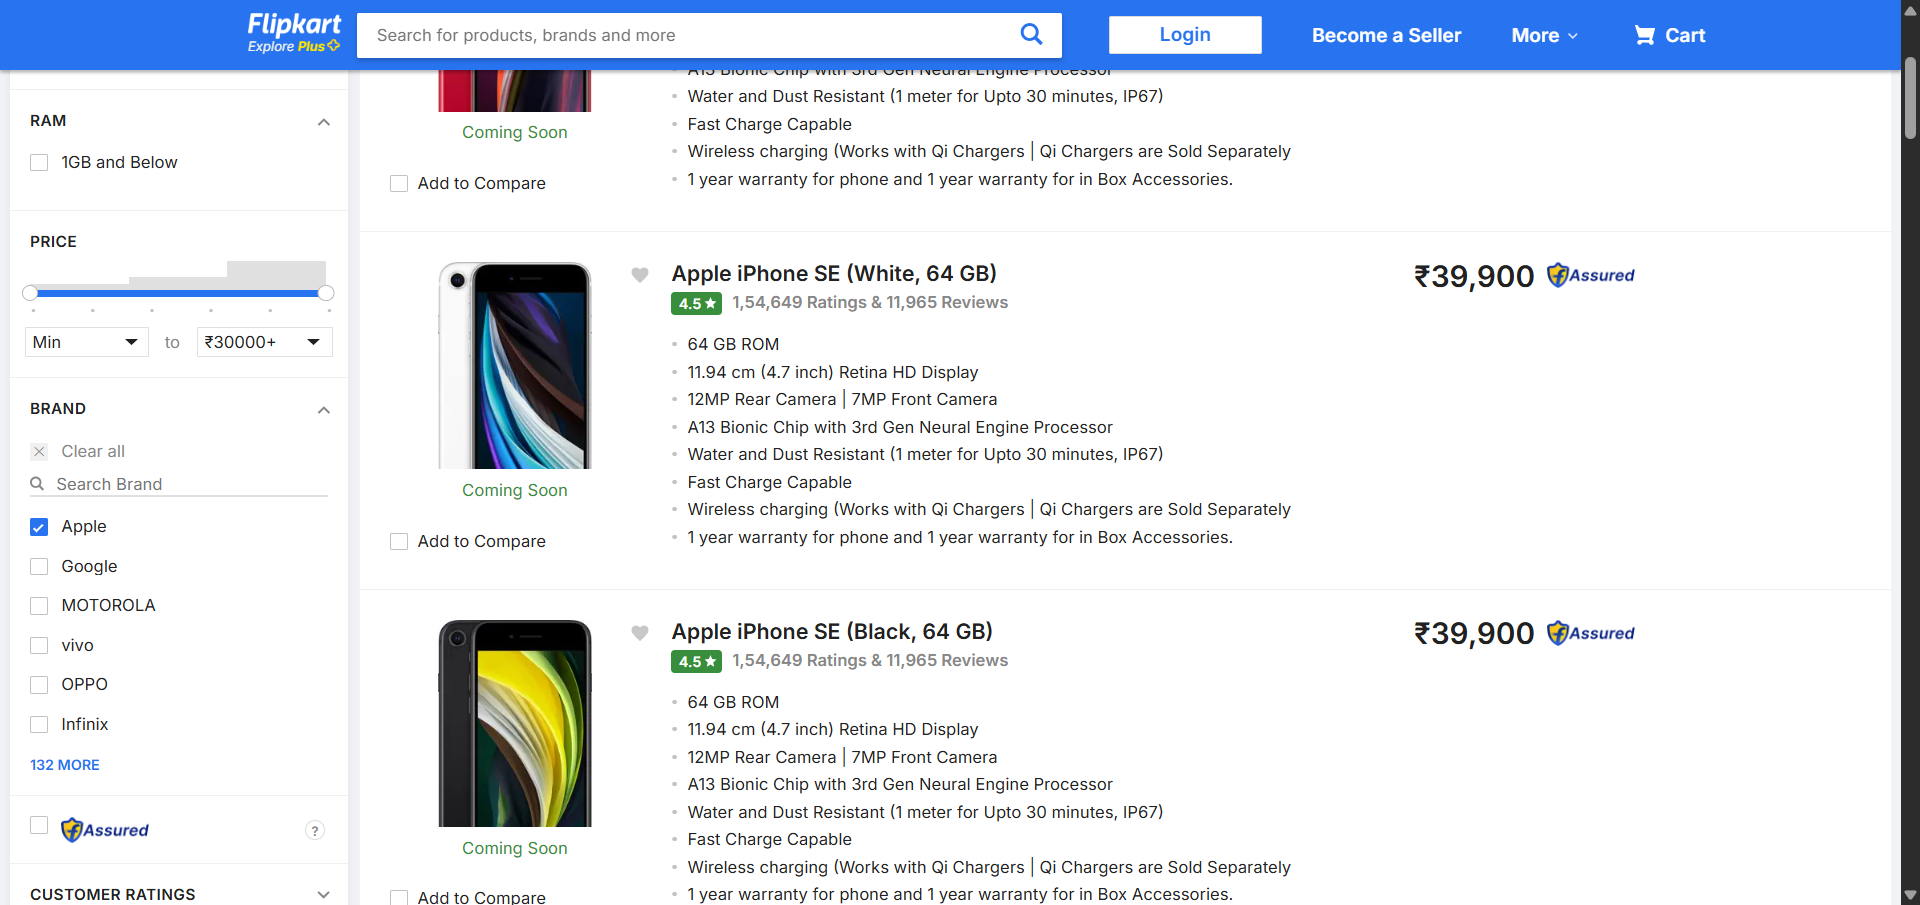 Flipkart
Explore Plus
Search for products, brands and more
Login
Become a Seller
More
Cart
RAM
1GB and Below
PRICE
Min
to
₹30000+
BRAND
Clear all
Search Brand
Apple
Google
MOTOROLA
vivo
OPPO
Infinix
132 MORE
Assured
?
CUSTOMER RATINGS
A13 Bionic Chip with 3rd Gen Neural Engine Processor
Water and Dust Resistant (1 meter for Upto 30 minutes, IP67)
Fast Charge Capable
Wireless charging (Works with Qi Chargers | Qi Chargers are Sold Separately
1 year warranty for phone and 1 year warranty for in Box Accessories.
Coming Soon
Add to Compare
Apple iPhone SE (White, 64 GB)
4.5★ 1,54,649 Ratings & 11,965 Reviews
64 GB ROM
11.94 cm (4.7 inch) Retina HD Display
12MP Rear Camera | 7MP Front Camera
A13 Bionic Chip with 3rd Gen Neural Engine Processor
Water and Dust Resistant (1 meter for Upto 30 minutes, IP67)
Fast Charge Capable
Wireless charging (Works with Qi Chargers | Qi Chargers are Sold Separately
1 year warranty for phone and 1 year warranty for in Box Accessories.
₹39,900 Assured
Coming Soon
Add to Compare
Apple iPhone SE (Black, 64 GB)
4.5★ 1,54,649 Ratings & 11,965 Reviews
64 GB ROM
11.94 cm (4.7 inch) Retina HD Display
12MP Rear Camera | 7MP Front Camera
A13 Bionic Chip with 3rd Gen Neural Engine Processor
Water and Dust Resistant (1 meter for Upto 30 minutes, IP67)
Fast Charge Capable
Wireless charging (Works with Qi Chargers | Qi Chargers are Sold Separately
1 year warranty for phone and 1 year warranty for in Box Accessories.
₹39,900 Assured
Coming Soon
Add to Compare